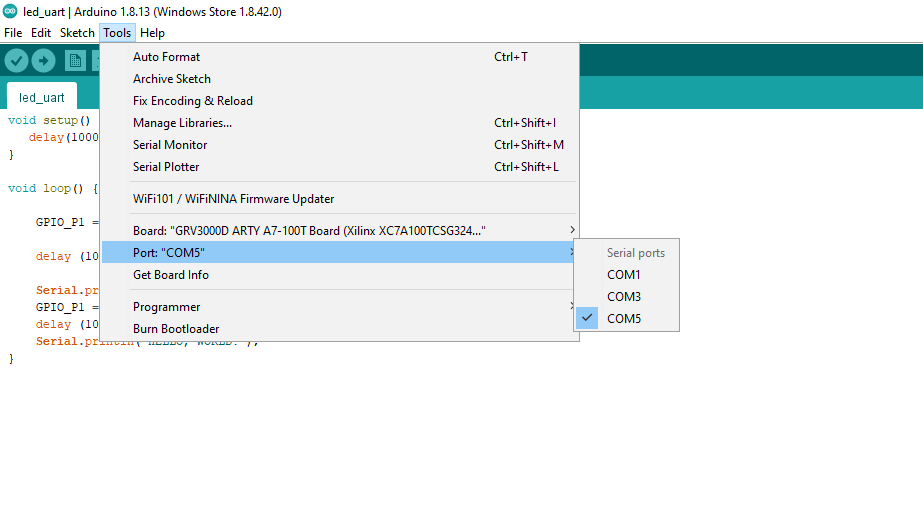 led_uart | Arduino 1.8.13 (Windows Store 1.8.42.0)
File Edit Sketch Tools Help
led_uart
Auto Format Ctrl+T
Archive Sketch
Fix Encoding & Reload
Manage Libraries... Ctrl+Shift+I
Serial Monitor Ctrl+Shift+M
Serial Plotter Ctrl+Shift+L
WiFi101 / WiFiNINA Firmware Updater
Board: "GRV3000D ARTY A7-100T Board (Xilinx XC7A100TCSG324..."
Port: "COM5"
Get Board Info
Programmer
Burn Bootloader
Serial ports
COM1
COM3
COM5
void setup()
delay(1000
}
void loop() {
GPIO_P1 =
delay (10
Serial.pr
GPIO_P1 =
delay (10
Serial.println("HELLO, WORLD!");
}